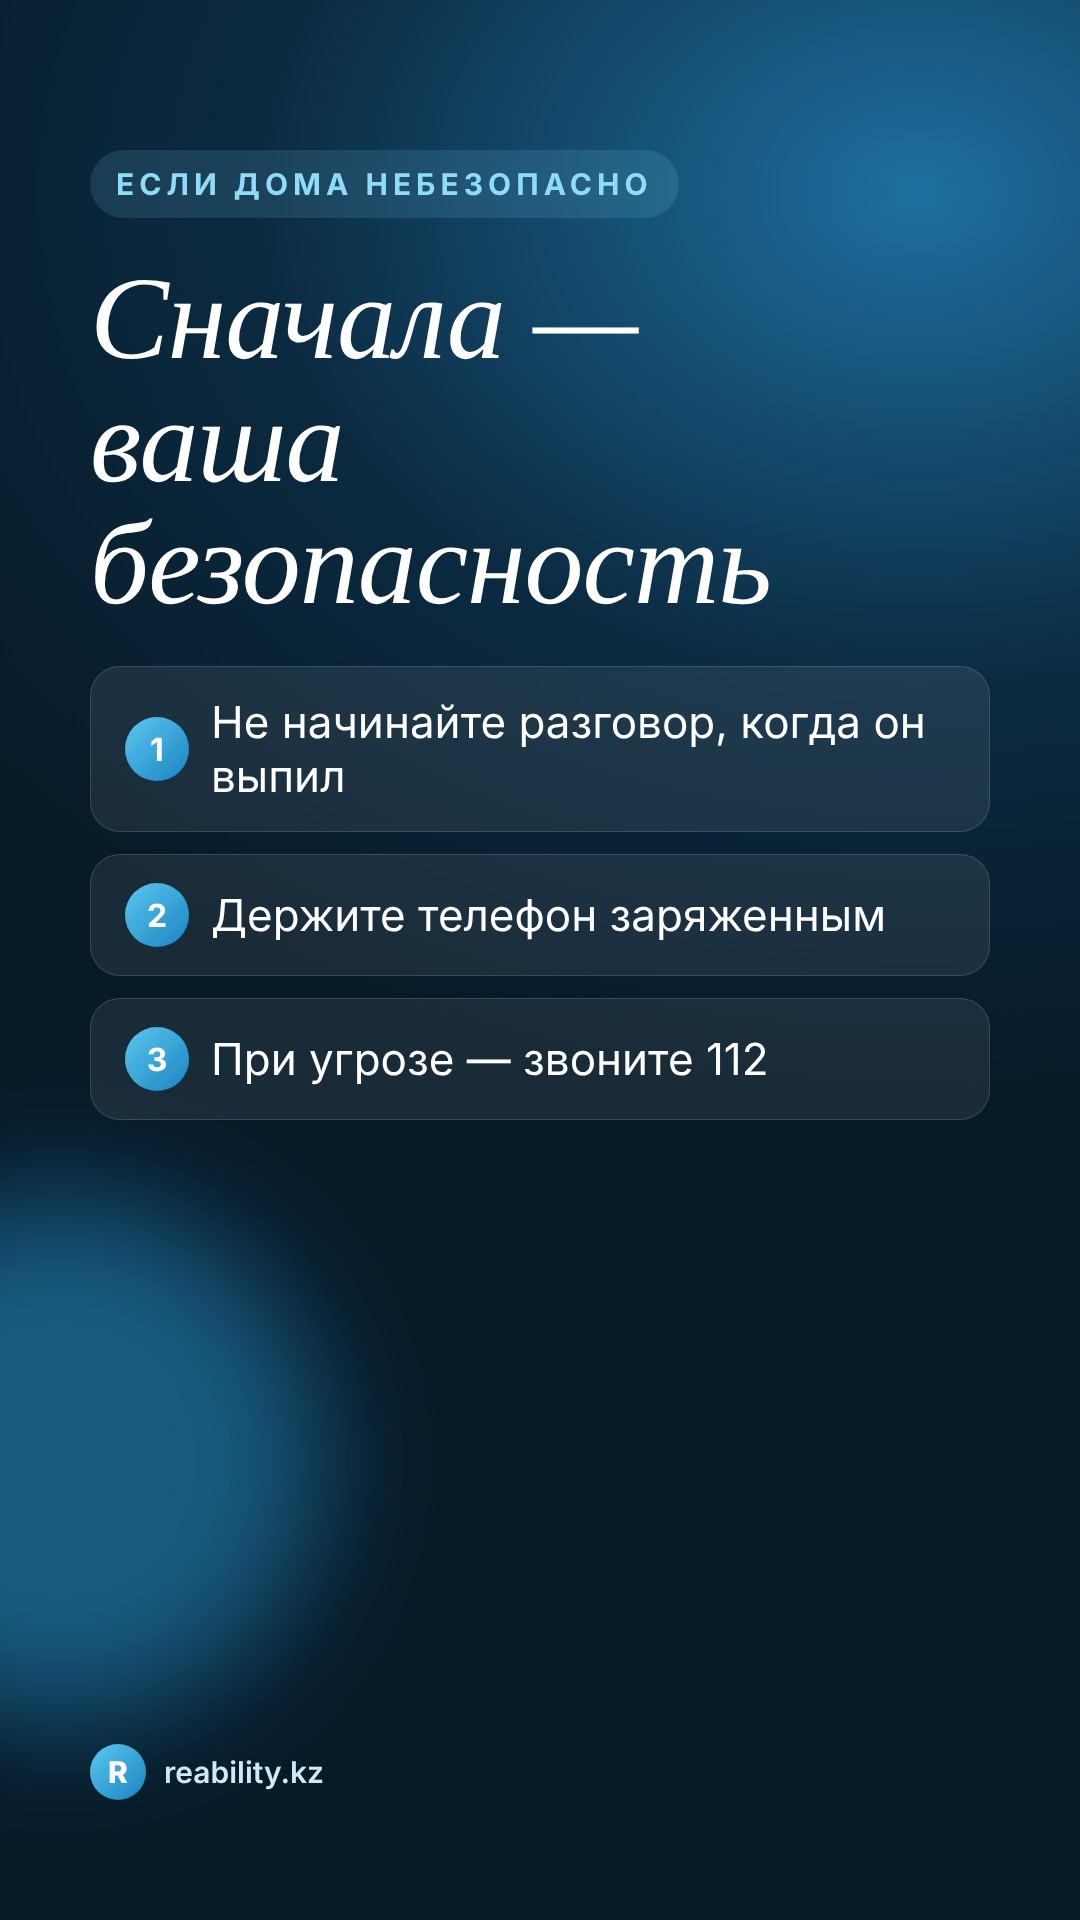 ЕСЛИ ДОМА НЕБЕЗОПАСНО
Сначала —
ваша
безопасность
1 Не начинайте разговор, когда он
выпил
2 Держите телефон заряженным
3 При угрозе — звоните 112
R reability.kz